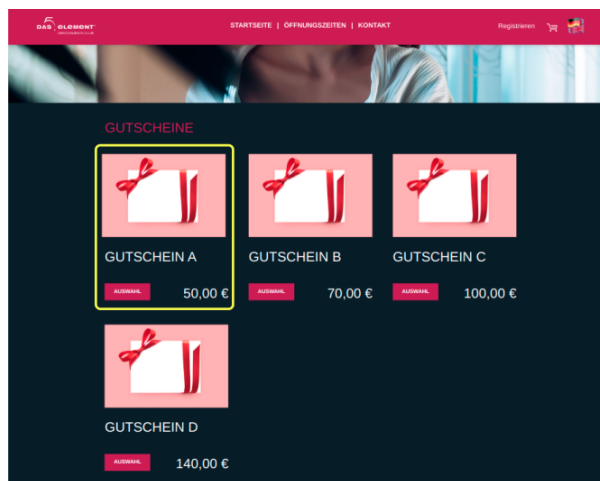 DAS ELEMENT
STARTSEITE | ÖFFNUNGSZEITEN | KONTAKT
Registrieren
GUTSCHEINE
GUTSCHEIN A
GUTSCHEIN B
GUTSCHEIN C
AUSWAHL 50,00 €
AUSWAHL 70,00 €
AUSWAHL 100,00 €
GUTSCHEIN D
AUSWAHL 140,00 €